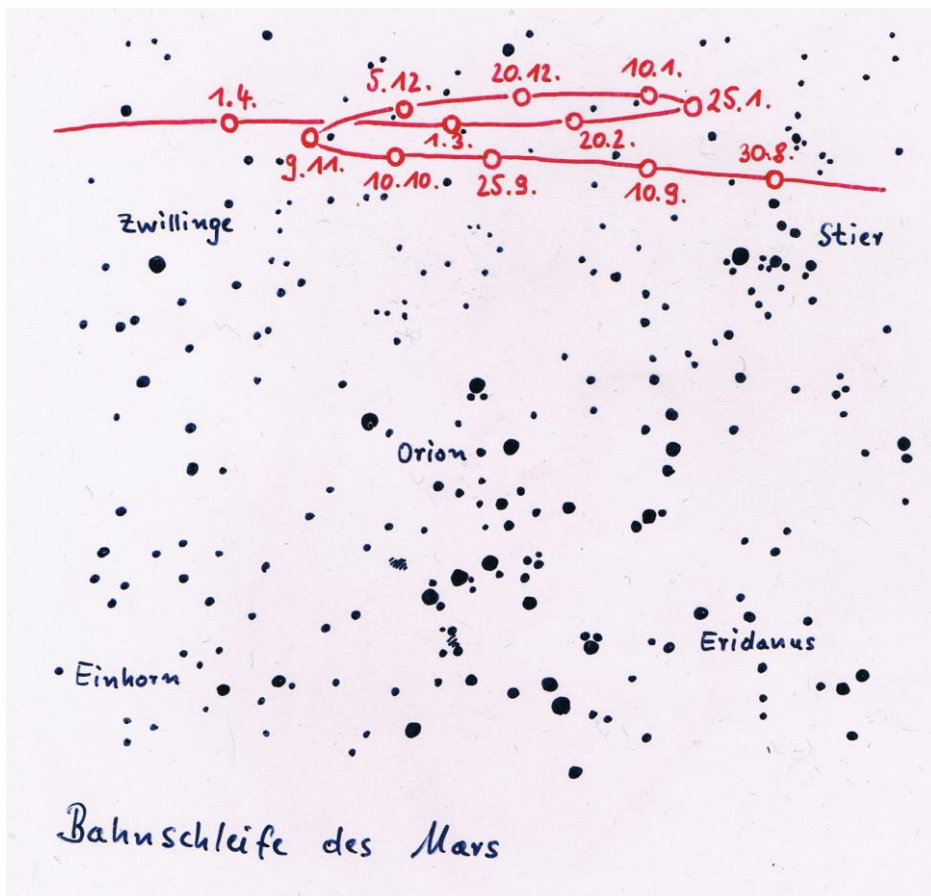 1.4.
5.12.
20.12.
10.1.
25.1.
9.11.
1.3.
20.2.
10.10.
25.9.
10.9.
30.8.
Zwillinge
Stier
Orion
Eridanus
Einhorn
Bahnschleife des Mars